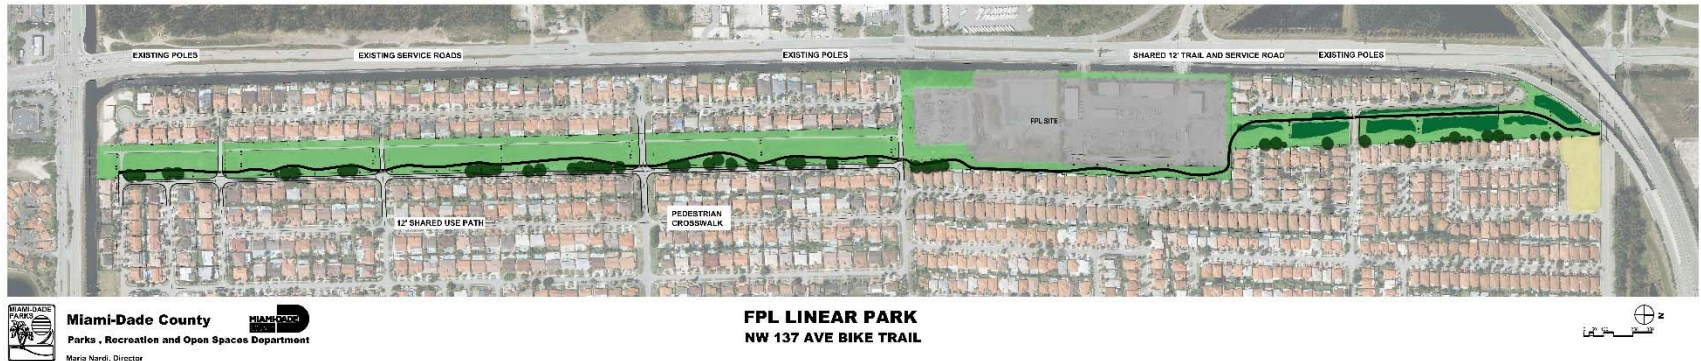 EXISTING POLES
EXISTING SERVICE ROADS
EXISTING POLES
SHARED 12' TRAIL AND SERVICE ROAD
EXISTING POLES
FPL SITE
12' SHARED USE PATH
PEDESTRIAN
CROSSWALK
MIAMI-DADE
PARKS
Miami-Dade County
MIAMI-DADE
Parks , Recreation and Open Spaces Department
Maria Nardi, Director
FPL LINEAR PARK
NW 137 AVE BIKE TRAIL
N